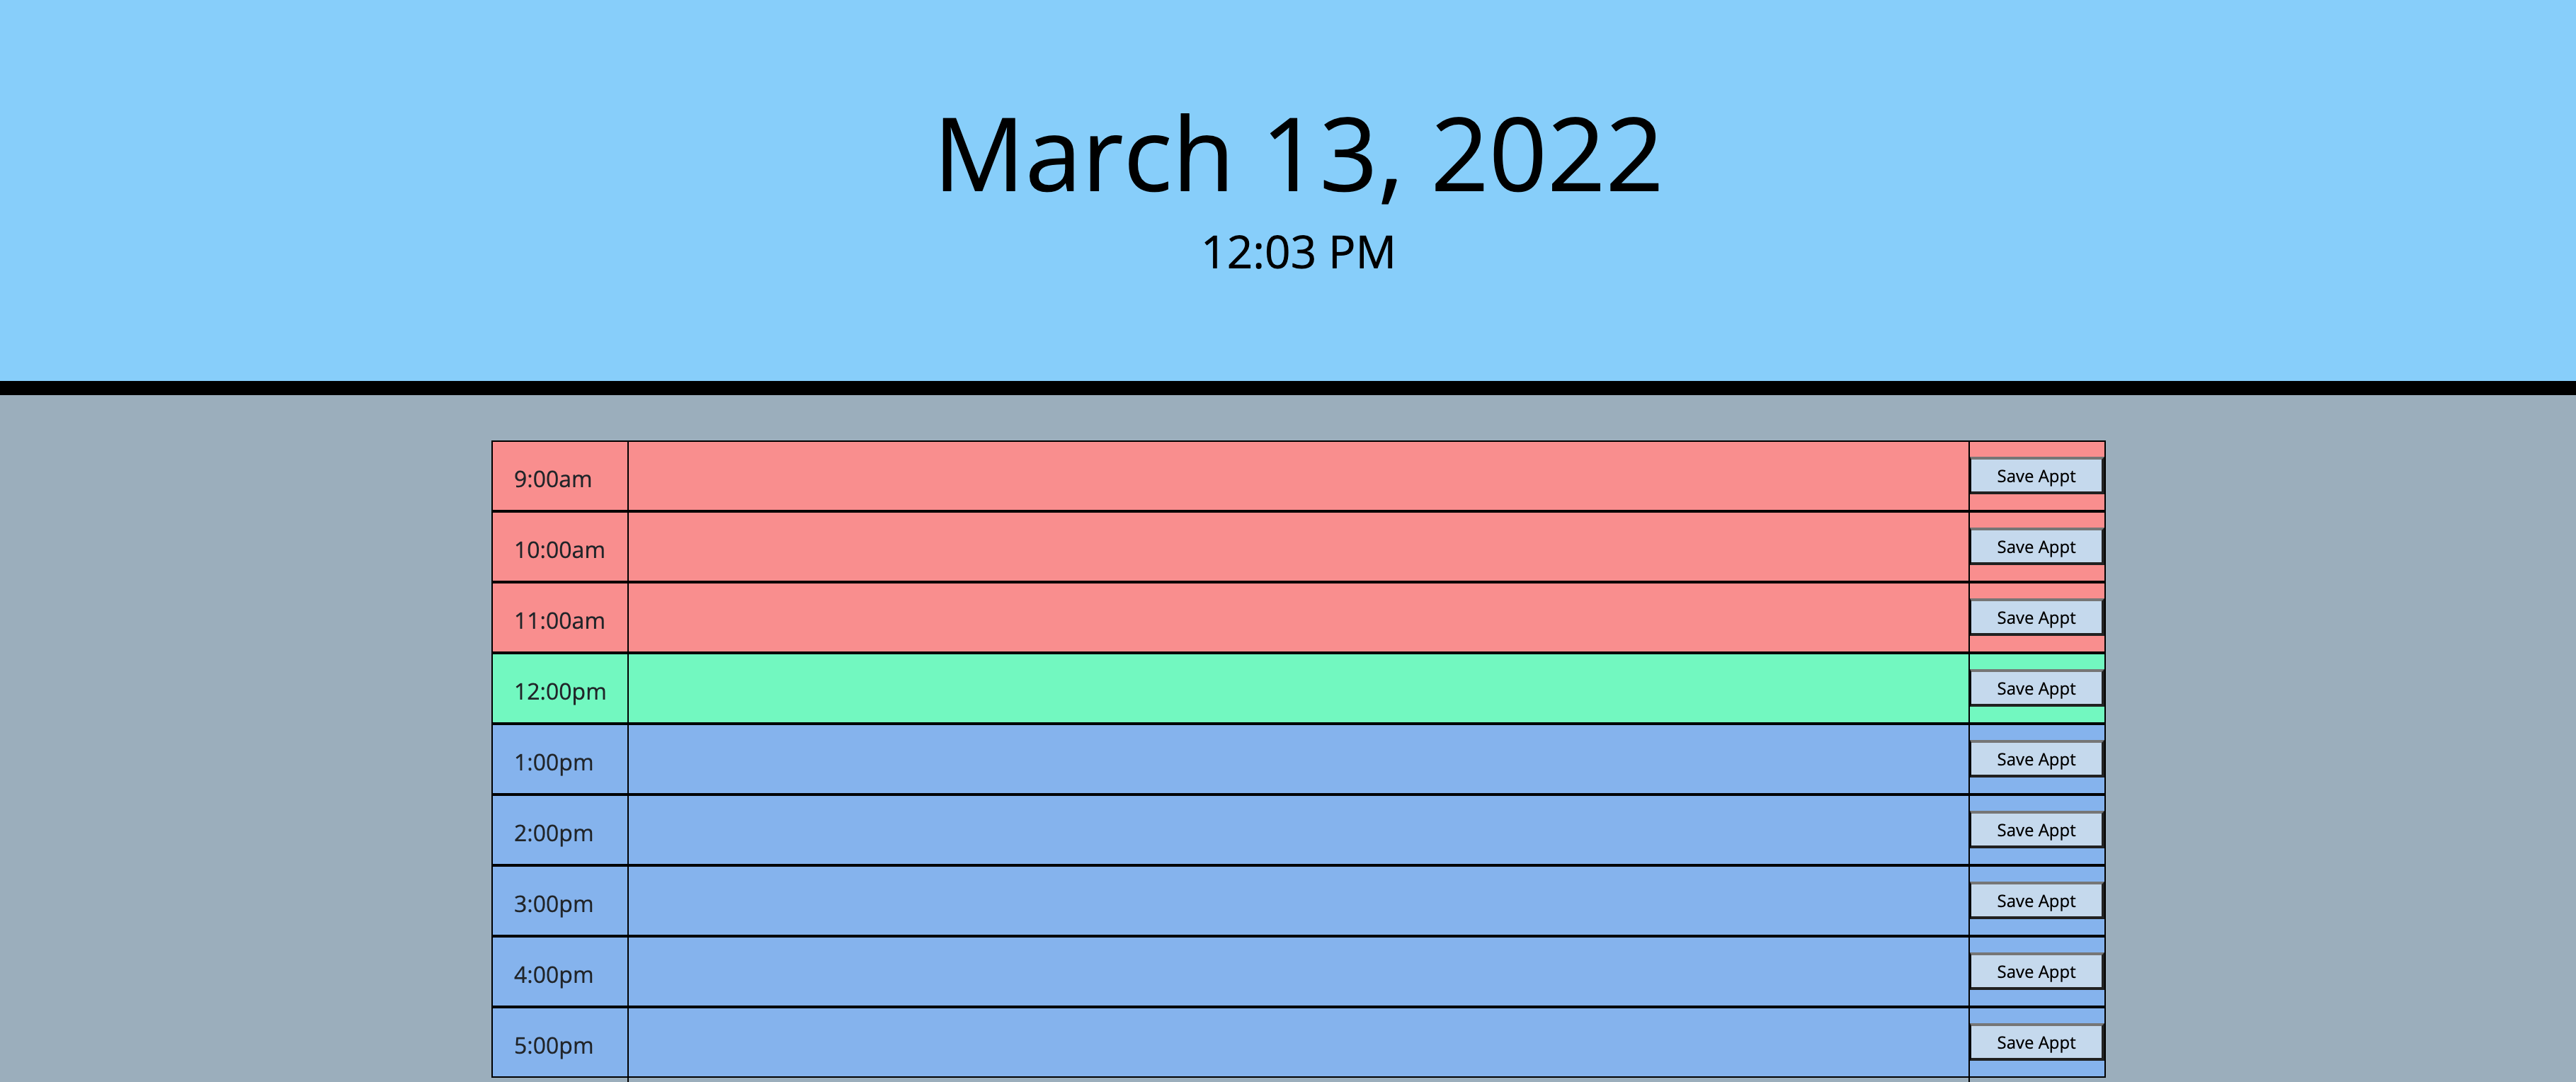 March 13, 2022
12:03 PM
9:00am Save Appt
10:00am Save Appt
11:00am Save Appt
12:00pm Save Appt
1:00pm Save Appt
2:00pm Save Appt
3:00pm Save Appt
4:00pm Save Appt
5:00pm Save Appt